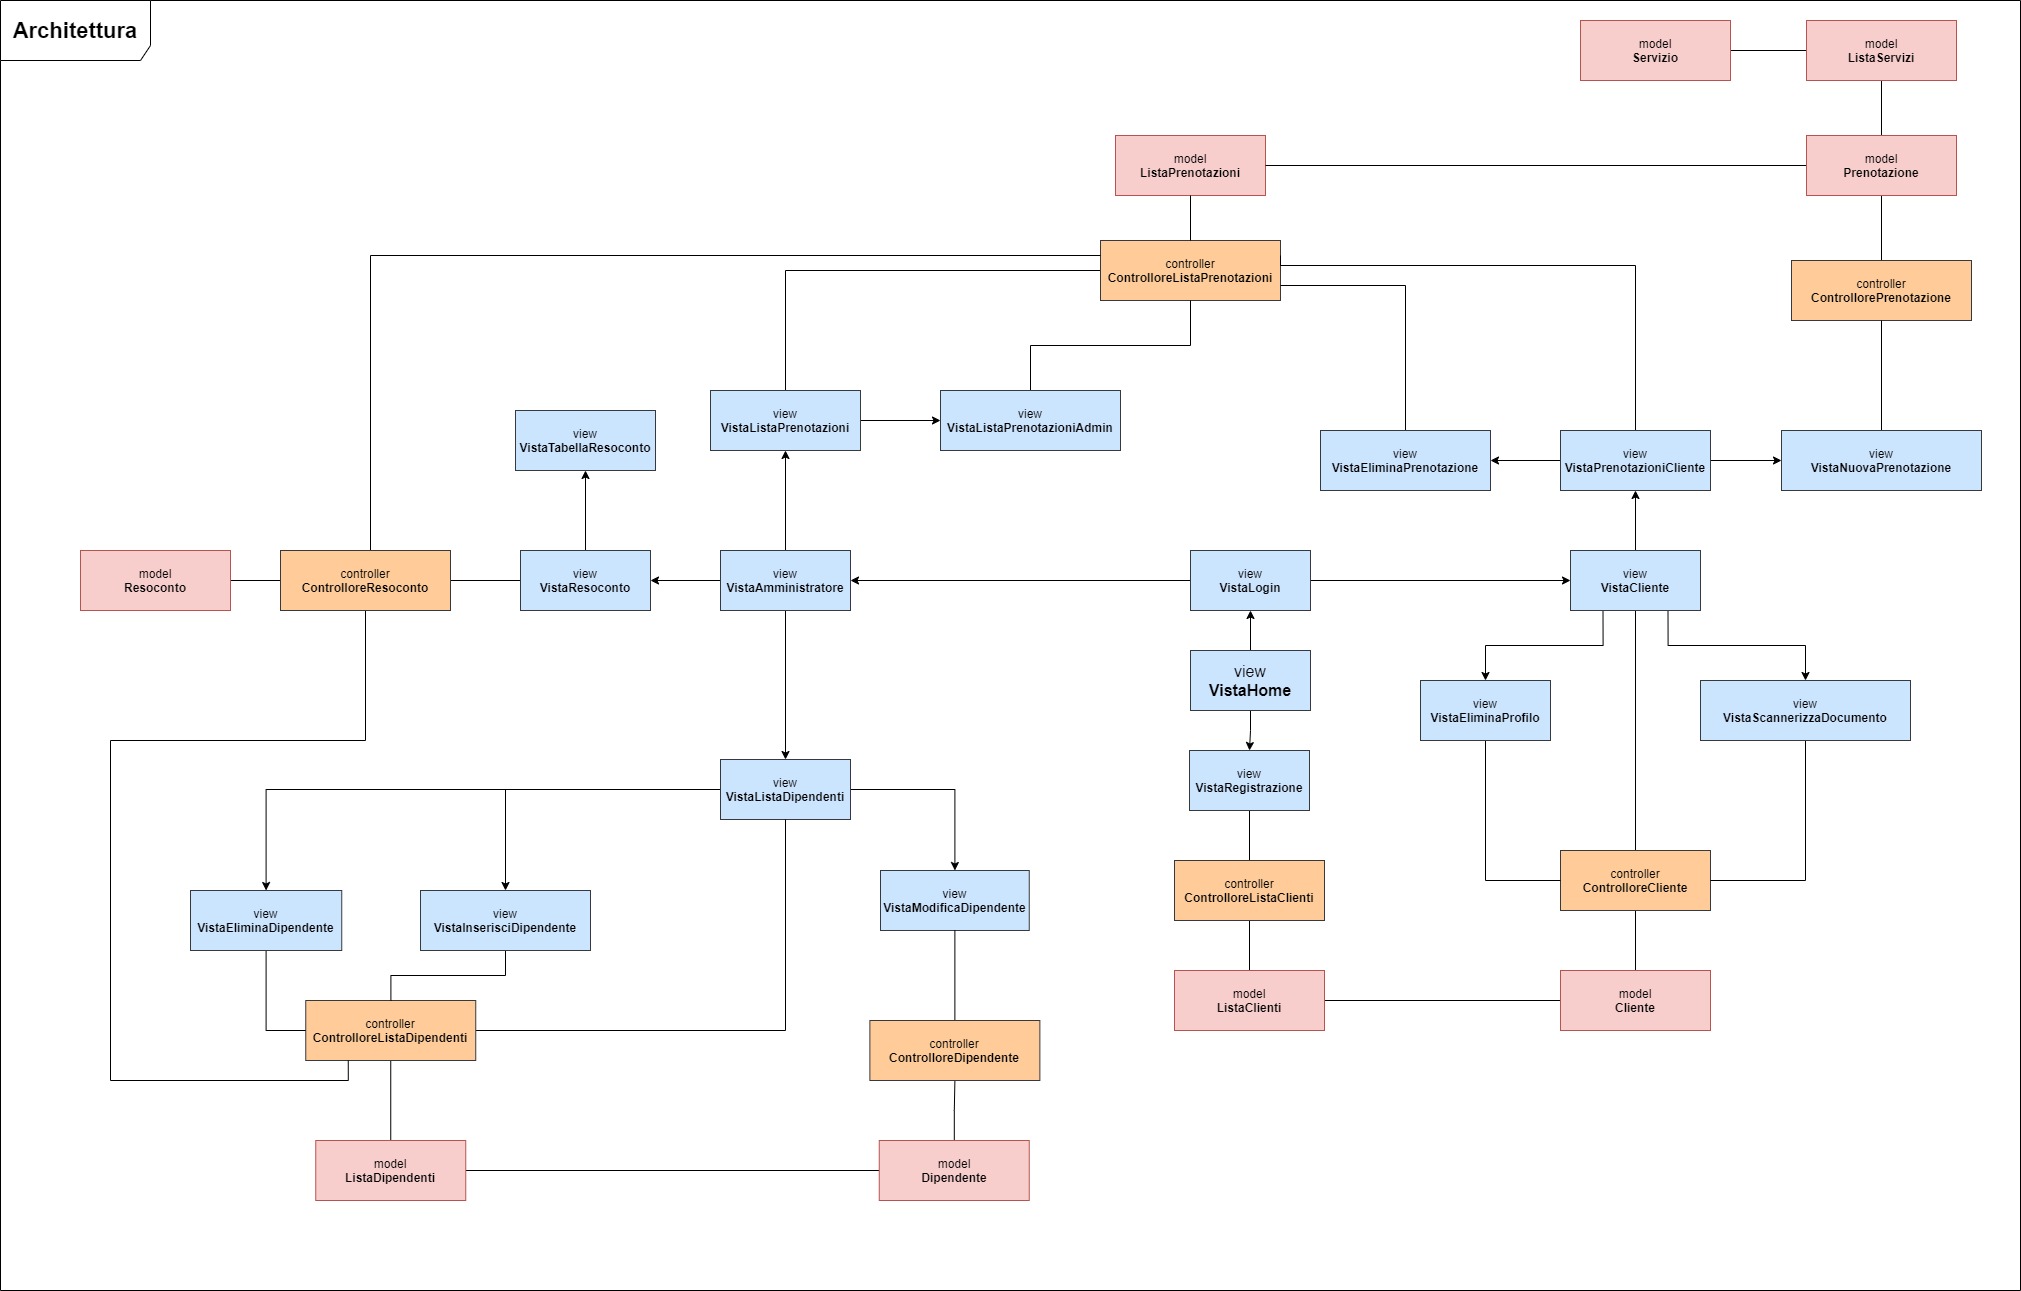 Architettura
model
Servizio
model
ListaServizi
model
ListaPrenotazioni
model
Prenotazione
controller
ControlloreListaPrenotazioni
controller
ControllorePrenotazione
view
VistaTabellaResoconto
view
VistaListaPrenotazioni
view
VistaListaPrenotazioniAdmin
view
VistaEliminaPrenotazione
view
VistaPrenotazioniCliente
view
VistaNuovaPrenotazione
model
Resoconto
controller
ControlloreResoconto
view
VistaResoconto
view
VistaAmministratore
view
VistaLogin
view
VistaCliente
view
VistaHome
view
VistaEliminaProfilo
view
VistaScannerizzaDocumento
view
VistaListaDipendenti
view
VistaRegistrazione
view
VistaEliminaDipendente
view
VistaInserisciDipendente
view
VistaModificaDipendente
controller
ControlloreListaClienti
controller
ControlloreCliente
controller
ControlloreListaDipendenti
controller
ControlloreDipendente
model
ListaClienti
model
Cliente
model
ListaDipendenti
model
Dipendente